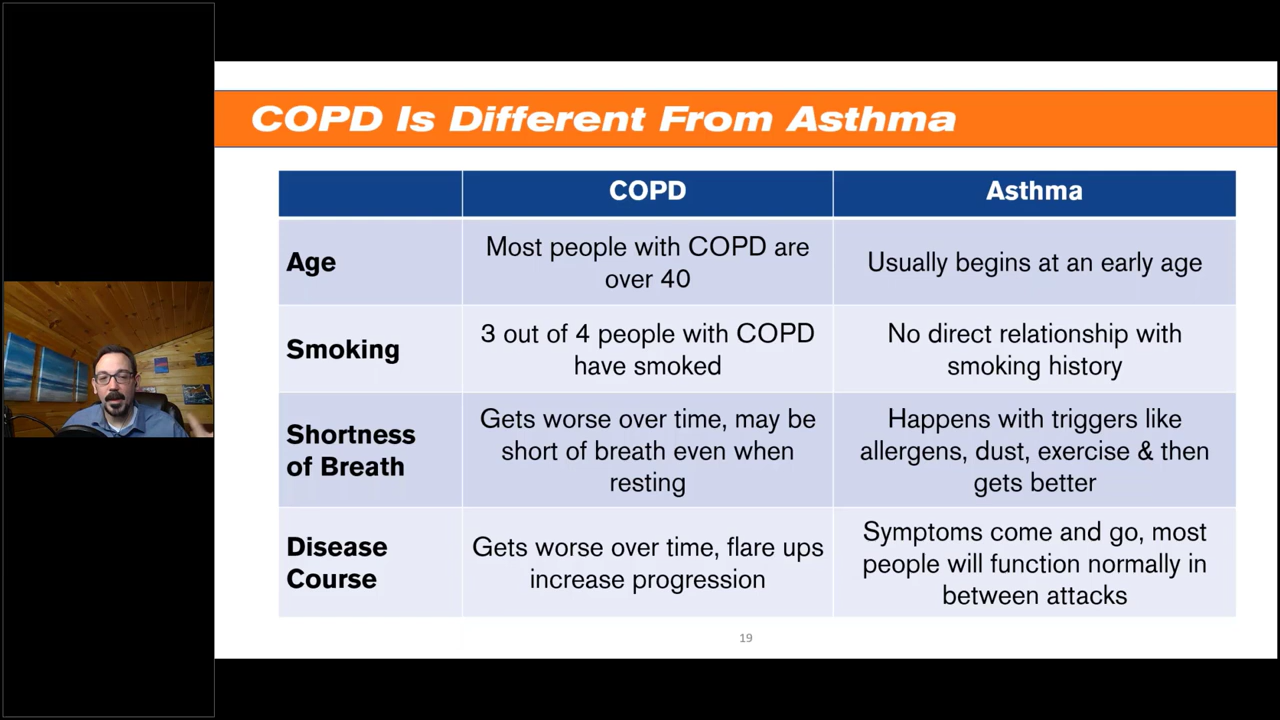 COPD Is Different From Asthma
COPD
Asthma
Age
Most people with COPD are
over 40
Usually begins at an early age
Smoking
3 out of 4 people with COPD
have smoked
No direct relationship with
smoking history
Shortness
of Breath
Gets worse over time, may be
short of breath even when
resting
Happens with triggers like
allergens, dust, exercise & then
gets better
Disease
Course
Gets worse over time, flare ups
increase progression
Symptoms come and go, most
people will function normally in
between attacks
19